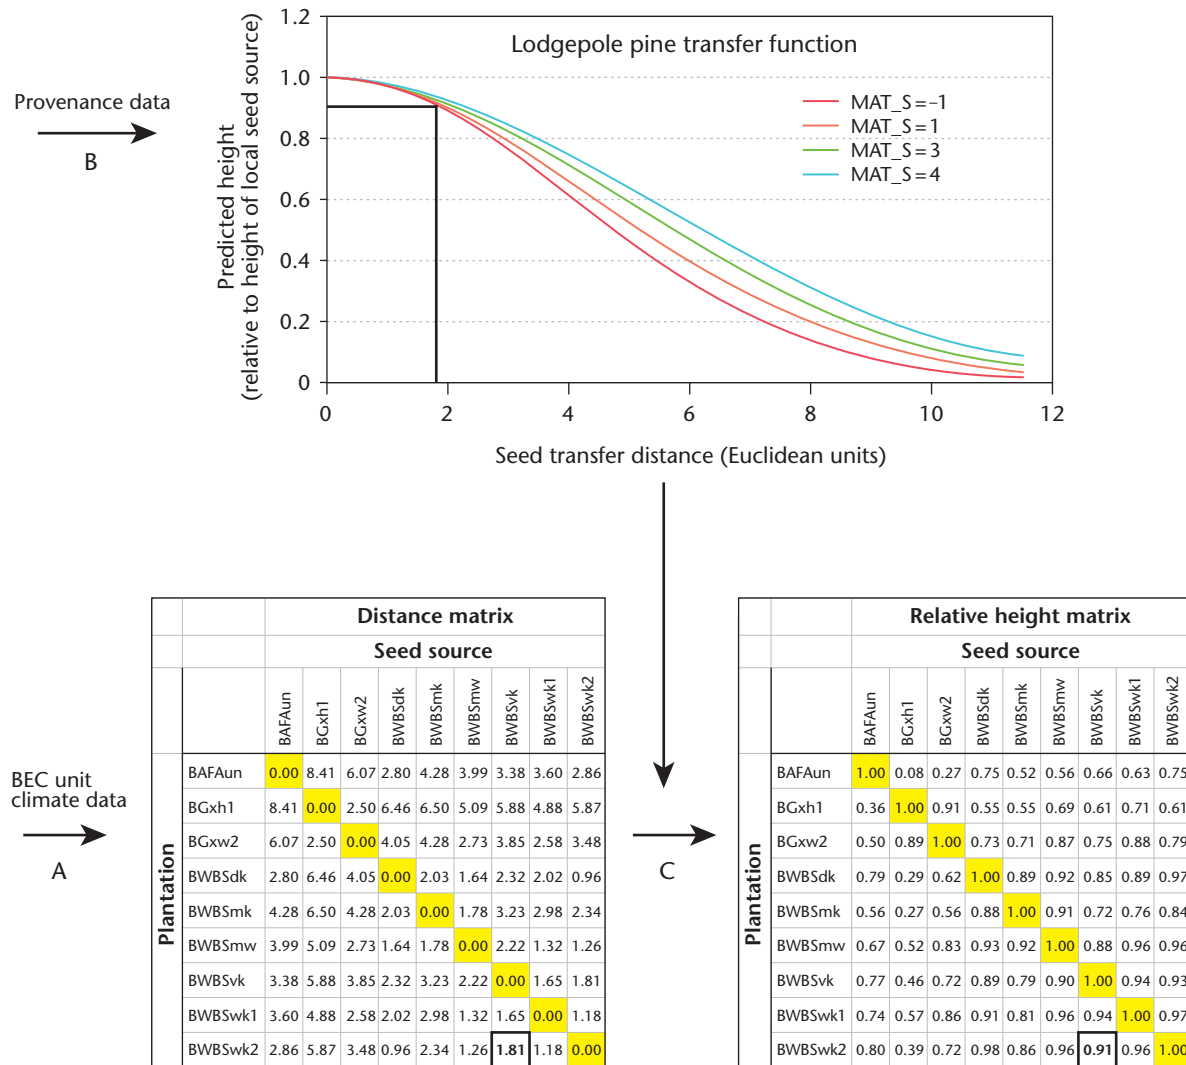 Lodgepole pine transfer function
Provenance data
B
Predicted height
(relative to height of local seed source)
1.2
1.0
0.8
0.6
0.4
0.2
0
MAT_S=–1
MAT_S=1
MAT_S=3
MAT_S=4
0 2 4 6 8 10 12
Seed transfer distance (Euclidean units)
BEC unit
climate data
A
Distance matrix
Seed source
Plantation
BAFAun BGxh1 BGxw2 BWBSdk BWBSmk BWBSmw BWBSvk BWBSwk1 BWBSwk2
BAFAun 0.00 8.41 6.07 2.80 4.28 3.99 3.38 3.60 2.86
BGxh1 8.41 0.00 2.50 6.46 6.50 5.09 5.88 4.88 5.87
BGxw2 6.07 2.50 0.00 4.05 4.28 2.73 3.85 2.58 3.48
BWBSdk 2.80 6.46 4.05 0.00 2.03 1.64 2.32 2.02 0.96
BWBSmk 4.28 6.50 4.28 2.03 0.00 1.78 3.23 2.98 2.34
BWBSmw 3.99 5.09 2.73 1.64 1.78 0.00 2.22 1.32 1.26
BWBSvk 3.38 5.88 3.85 2.32 3.23 2.22 0.00 1.65 1.81
BWBSwk1 3.60 4.88 2.58 2.02 2.98 1.32 1.65 0.00 1.18
BWBSwk2 2.86 5.87 3.48 0.96 2.34 1.26 1.81 1.18 0.00
C
Relative height matrix
Seed source
Plantation
BAFAun BGxh1 BGxw2 BWBSdk BWBSmk BWBSmw BWBSvk BWBSwk1 BWBSwk2
BAFAun 1.00 0.08 0.27 0.75 0.52 0.56 0.66 0.63 0.75
BGxh1 0.36 1.00 0.91 0.55 0.55 0.69 0.61 0.71 0.61
BGxw2 0.50 0.89 1.00 0.73 0.71 0.87 0.75 0.88 0.79
BWBSdk 0.79 0.29 0.62 1.00 0.89 0.92 0.85 0.89 0.97
BWBSmk 0.56 0.27 0.56 0.88 1.00 0.91 0.72 0.76 0.84
BWBSmw 0.67 0.52 0.83 0.93 0.92 1.00 0.88 0.96 0.96
BWBSvk 0.77 0.46 0.72 0.89 0.79 0.90 1.00 0.94 0.93
BWBSwk1 0.74 0.57 0.86 0.91 0.81 0.96 0.94 1.00 0.97
BWBSwk2 0.80 0.39 0.72 0.98 0.86 0.96 0.91 0.96 1.00